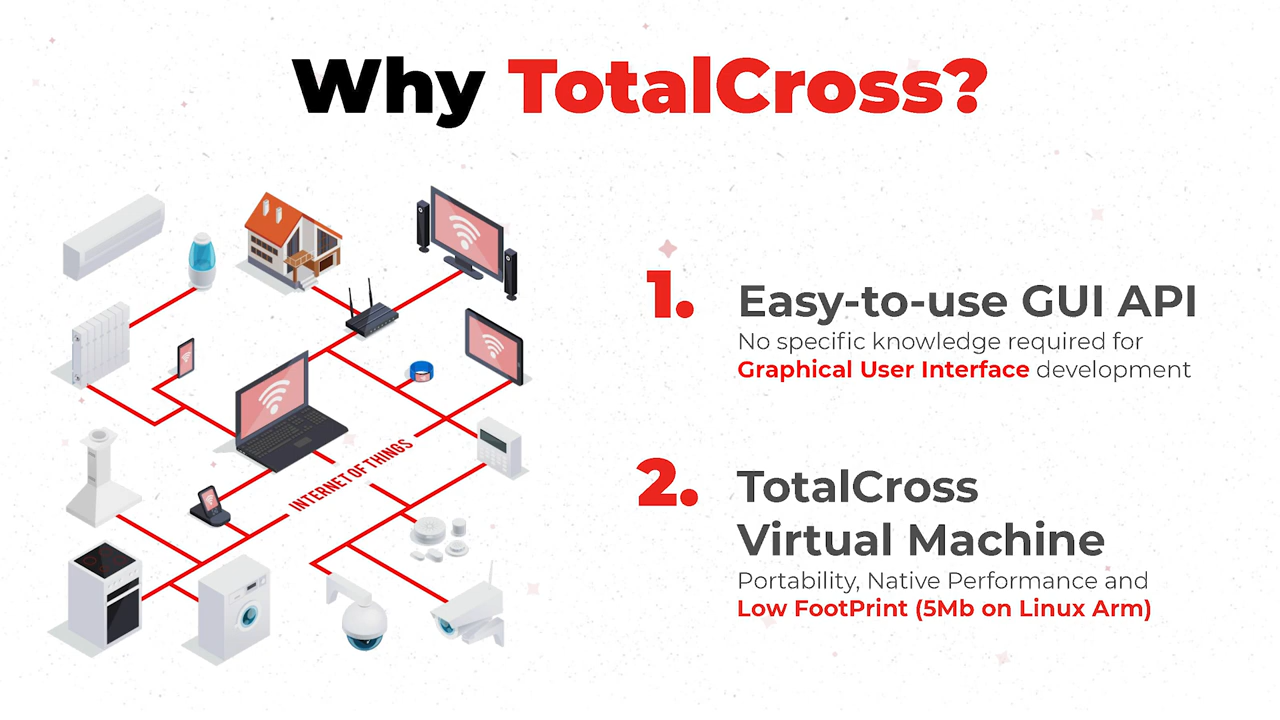 Why TotalCross?
INTERNET OF THINGS
1.
Easy-to-use GUI API
No specific knowledge required for
Graphical User Interface development
2.
TotalCross
Virtual Machine
Portability, Native Performance and
Low FootPrint (5Mb on Linux Arm)